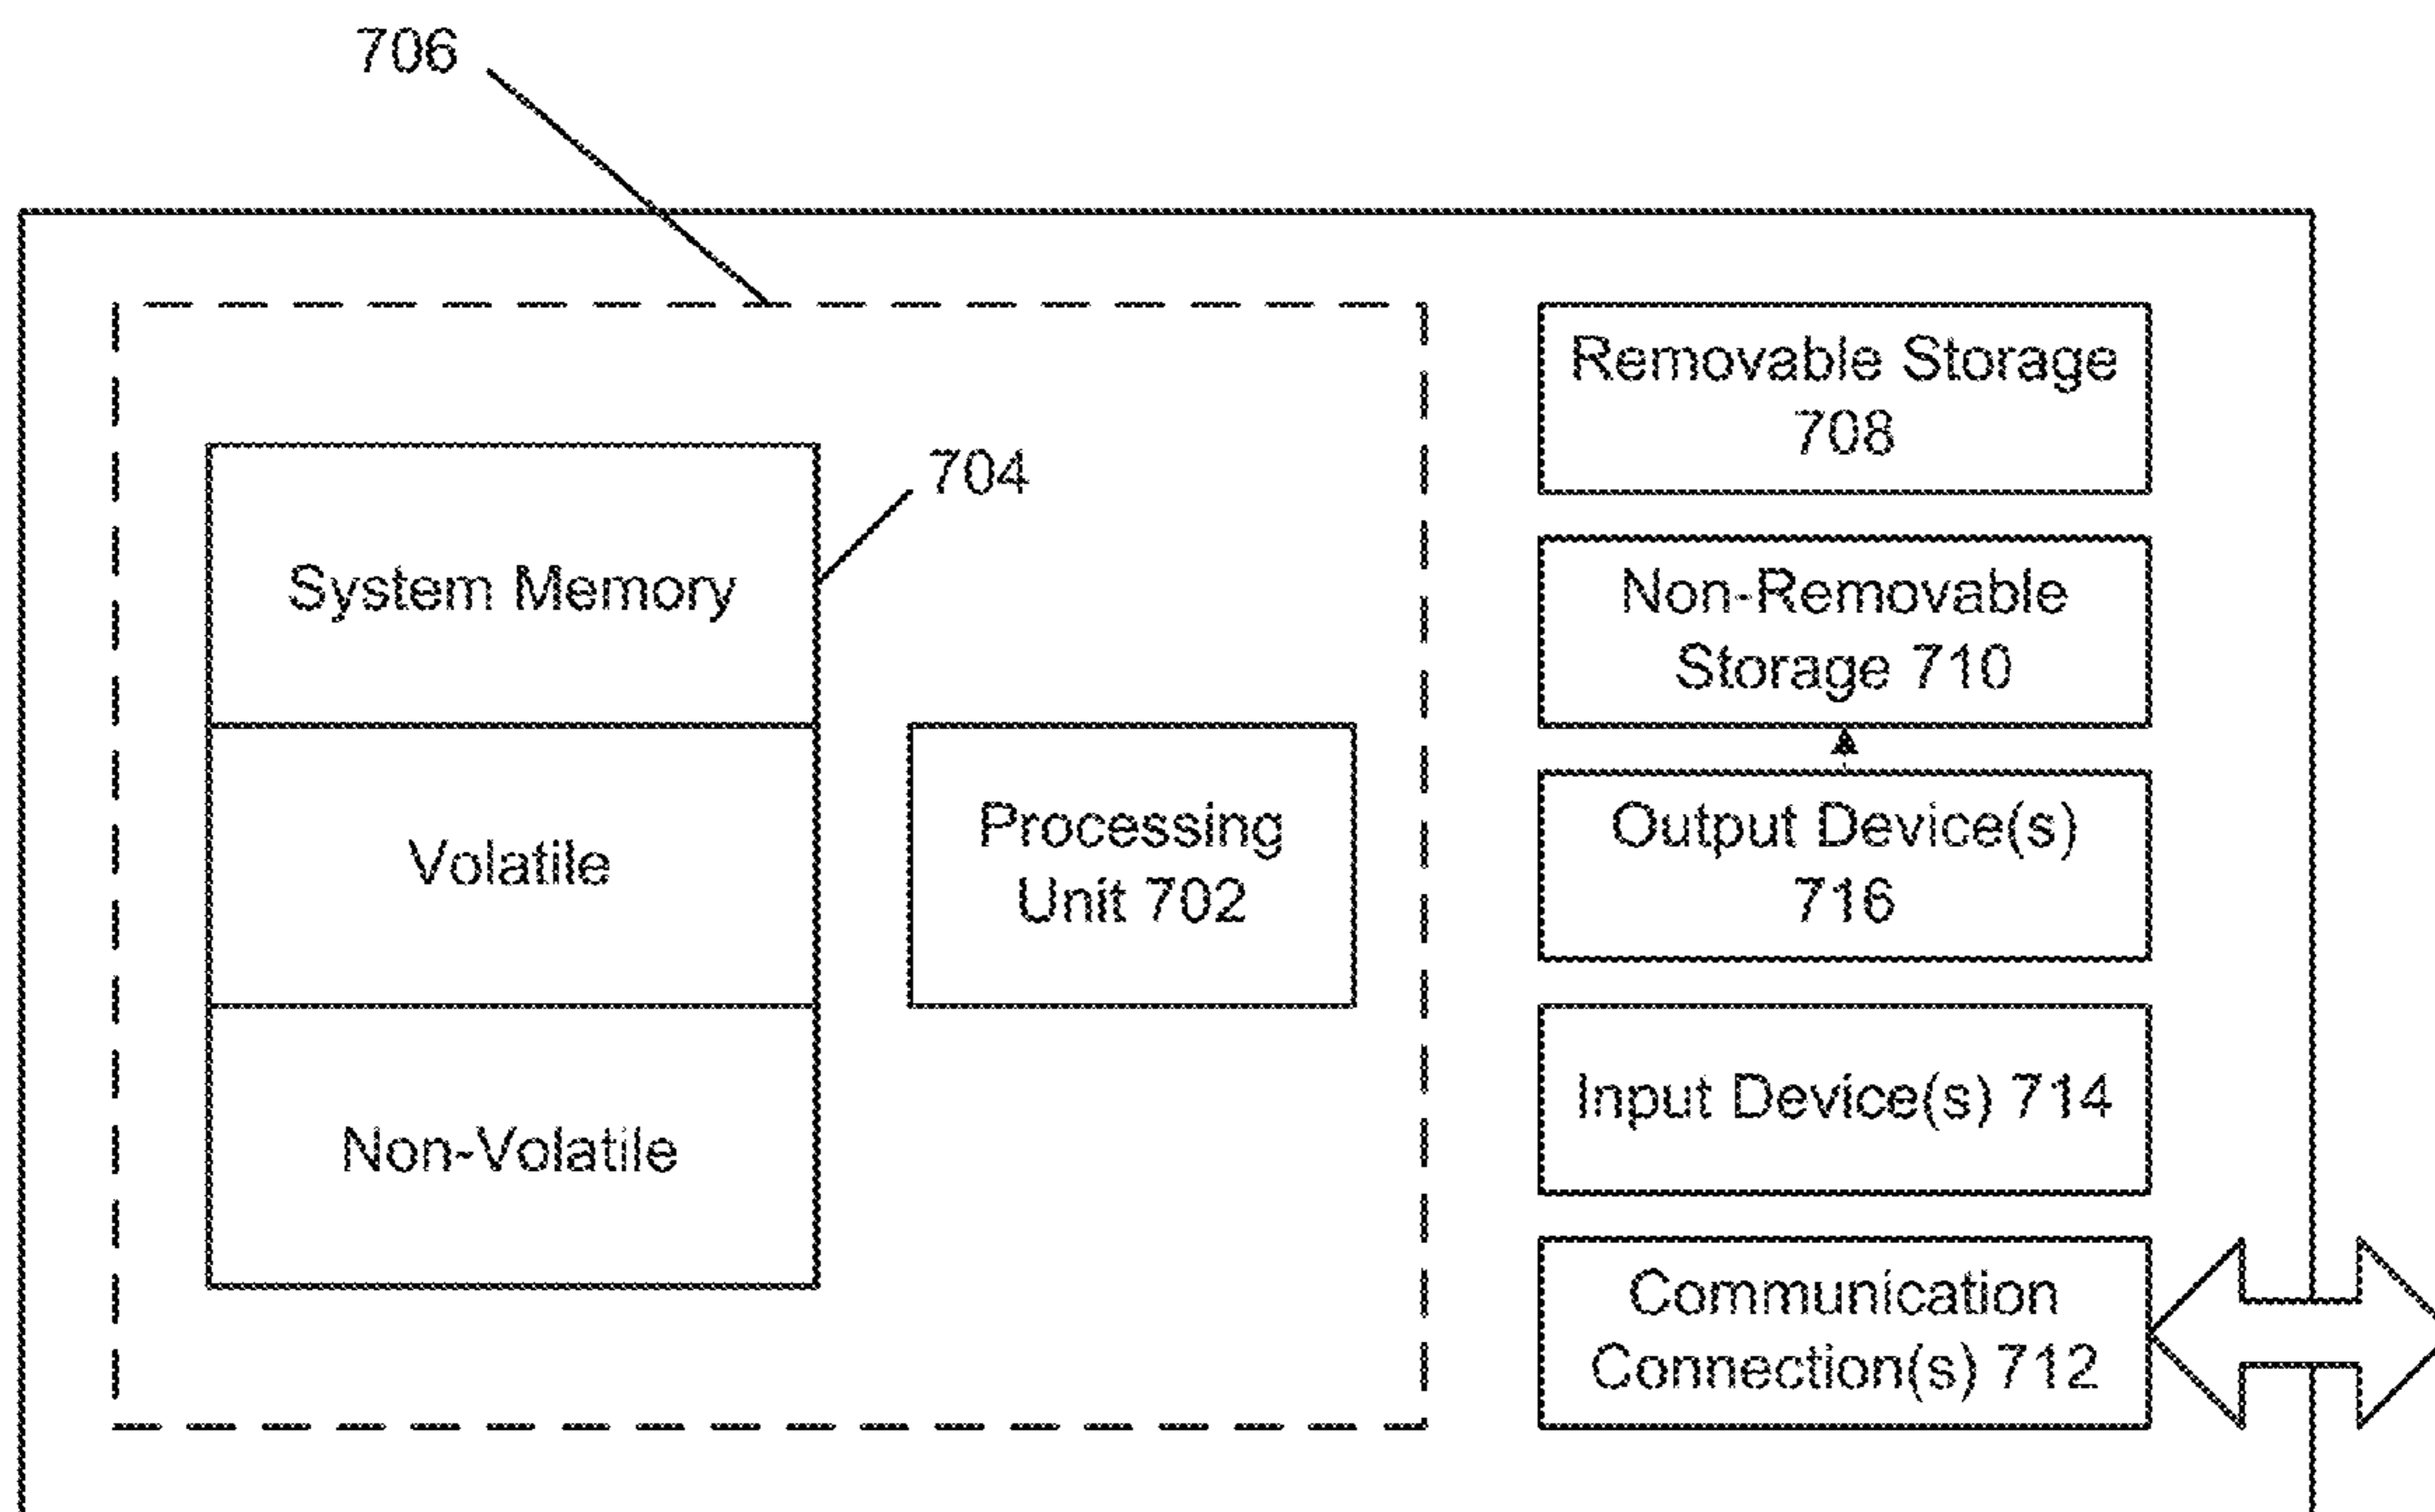 706
704
System Memory
Volatile
Non-Volatile
Processing
Unit 702
Removable Storage
708
Non-Removable
Storage 710
Output Device(s)
716
Input Device(s) 714
Communication
Connection(s) 712